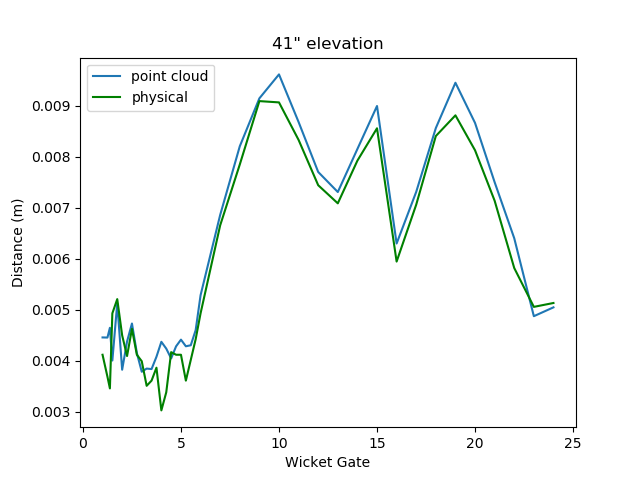 41" elevation
point cloud
physical
0.009
0.008
0.007
0.006
0.005
0.004
0.003
Distance (m)
0 5 10 15 20 25
Wicket Gate